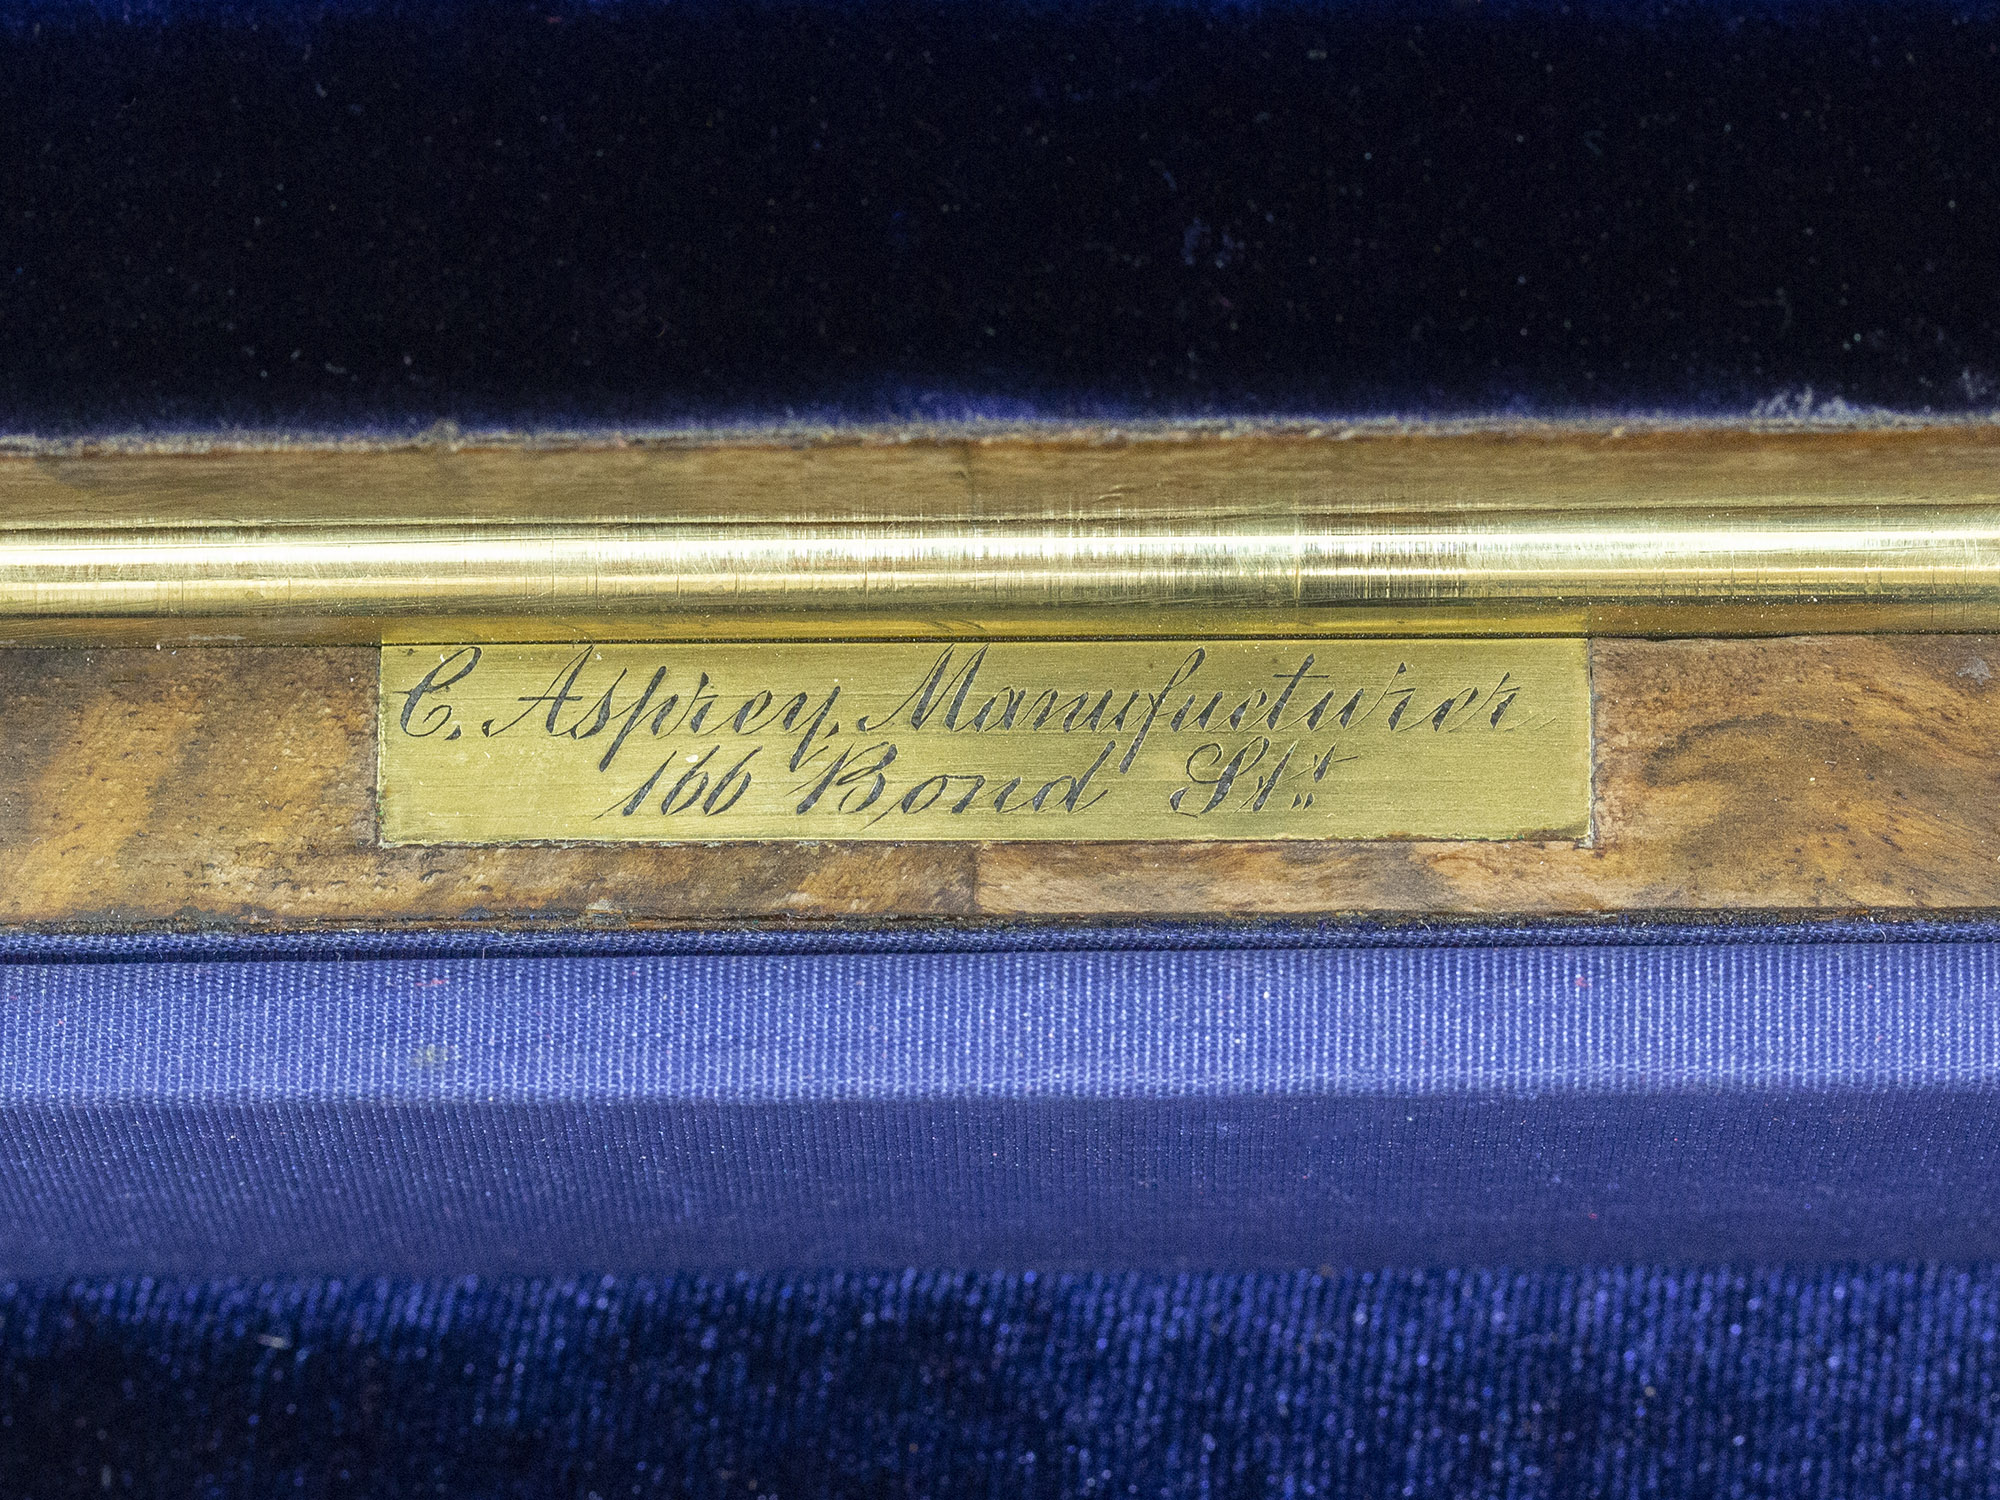 C. Asprey, Manufacturer
166 Bond St.